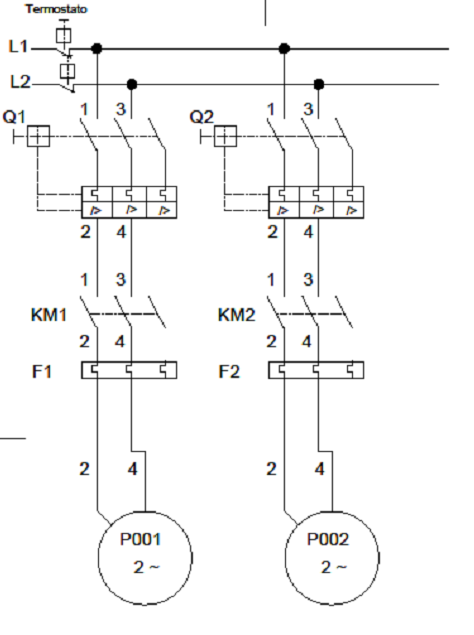 Termostato
L1
L2
Q1 1 3 Q2 1 3
I> I> I> I> I> I>
2 4 2 4
1 3 1 3
KM1 KM2
2 4 2 4
F1 F2
2 4 2 4
P001 P002
2 ~ 2 ~